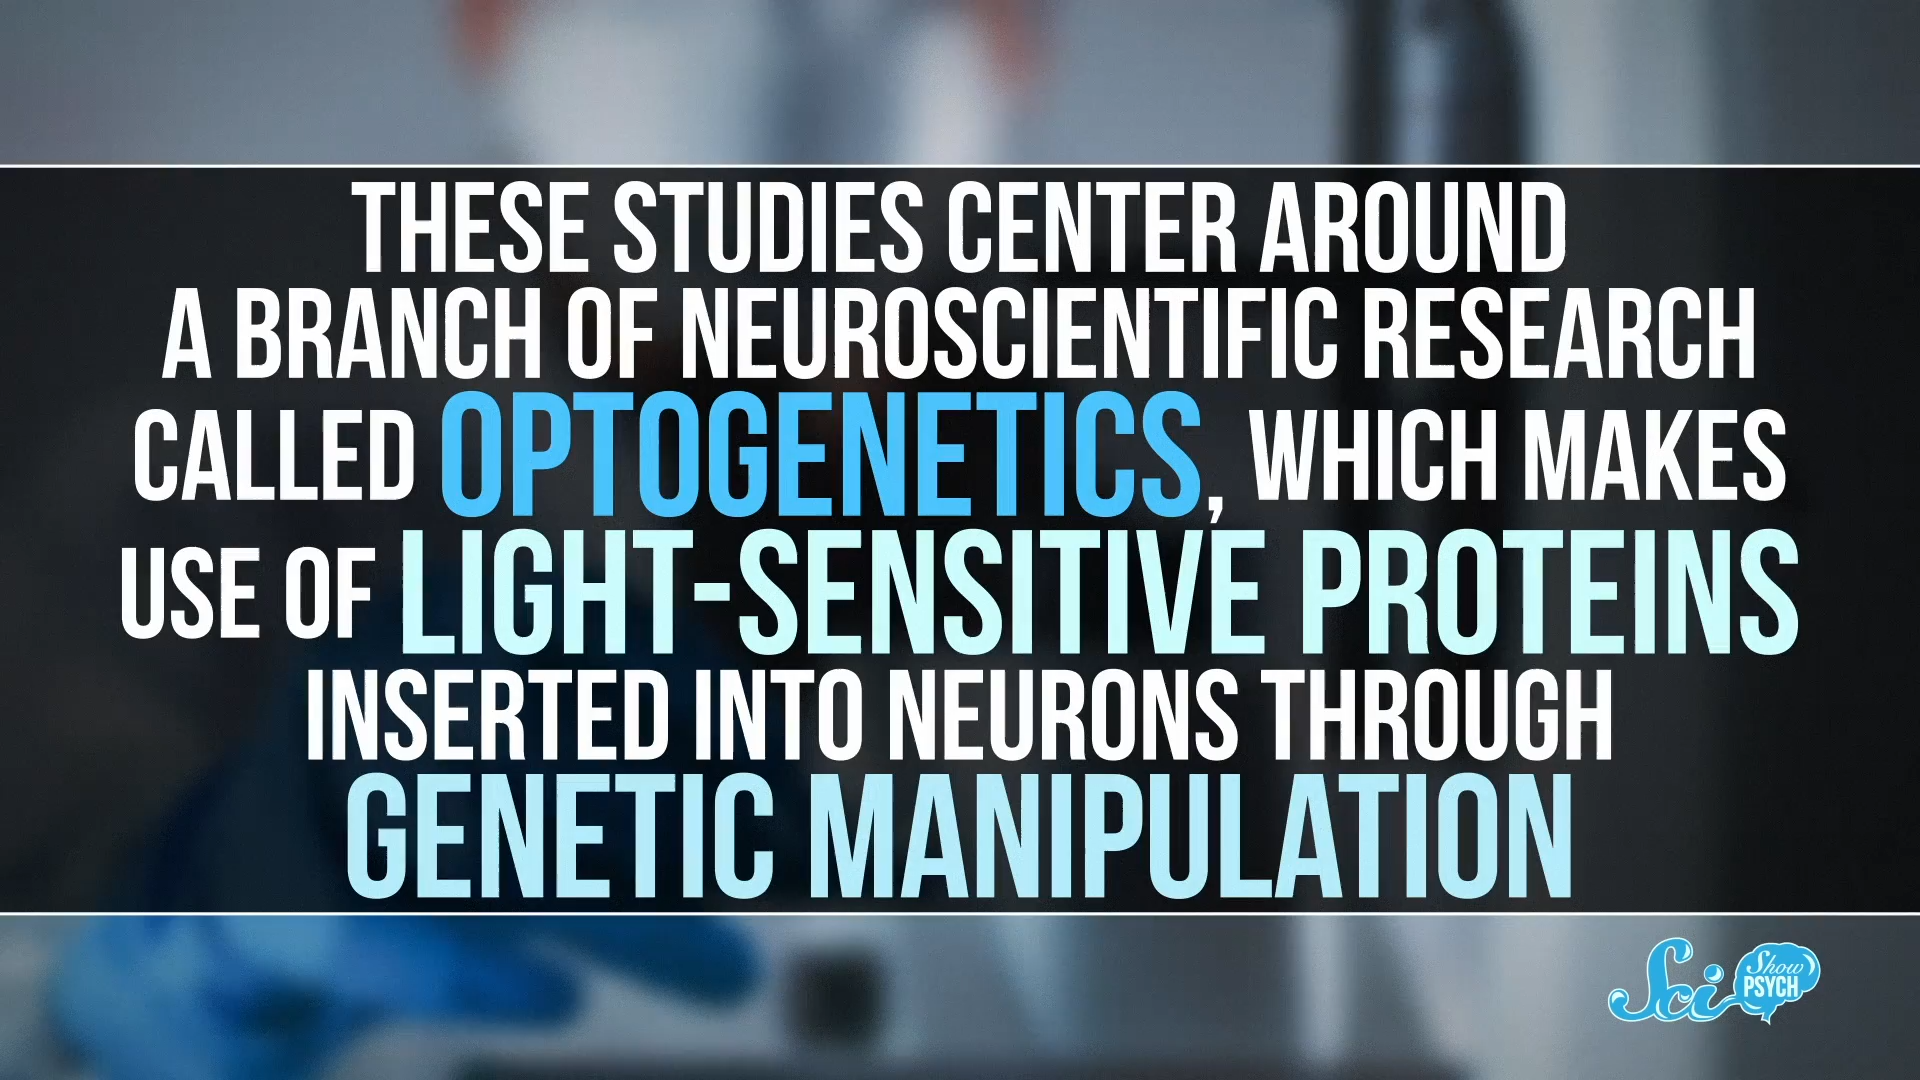 THESE STUDIES CENTER AROUND
A BRANCH OF NEUROSCIENTIFIC RESEARCH
CALLED OPTOGENETICS, WHICH MAKES
USE OF LIGHT-SENSITIVE PROTEINS
INSERTED INTO NEURONS THROUGH
GENETIC MANIPULATION
Sci Show
PSYCH